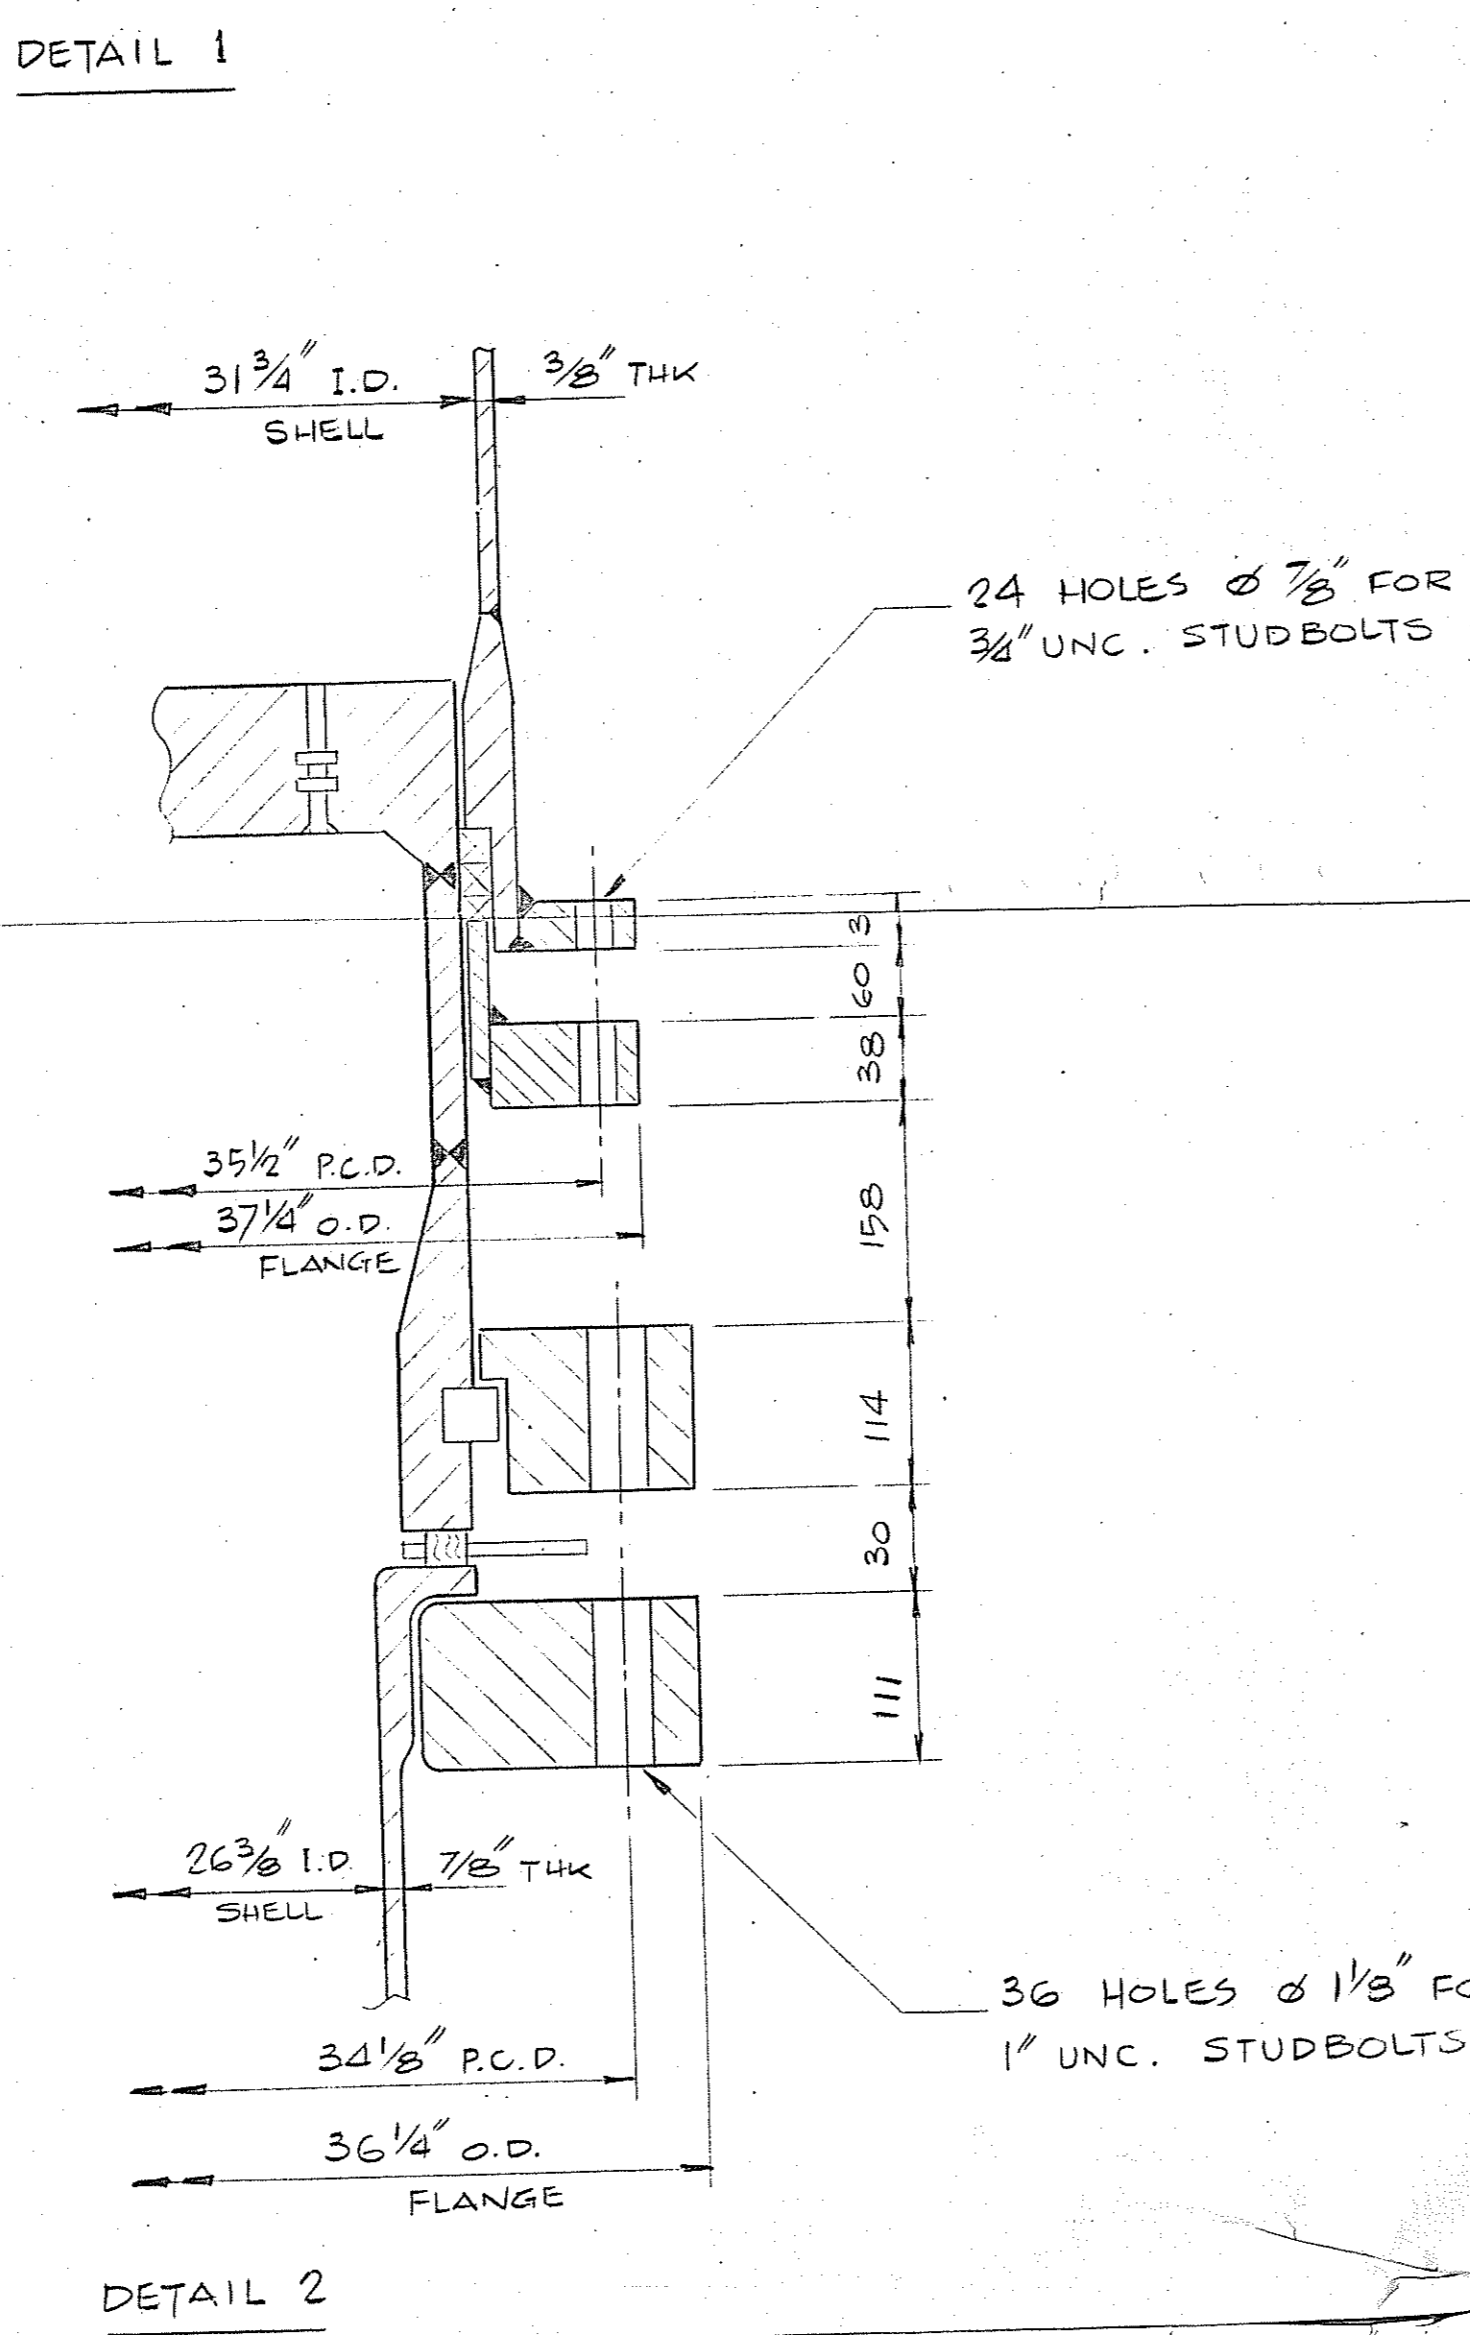 DETAIL 1
31 3/4" I.D.
SHELL
3/8" THK
24 HOLES Ø 7/8" FOR
3/4" UNC. STUDBOLTS
3
60
38
158
114
30
111
35 1/2" P.C.D.
37 1/4" O.D.
FLANGE
26 3/8" I.D.
SHELL
7/8" THK
36 HOLES Ø 1 1/8" FO
1" UNC. STUDBOLTS
34 1/8" P.C.D.
36 1/4" O.D.
FLANGE
DETAIL 2